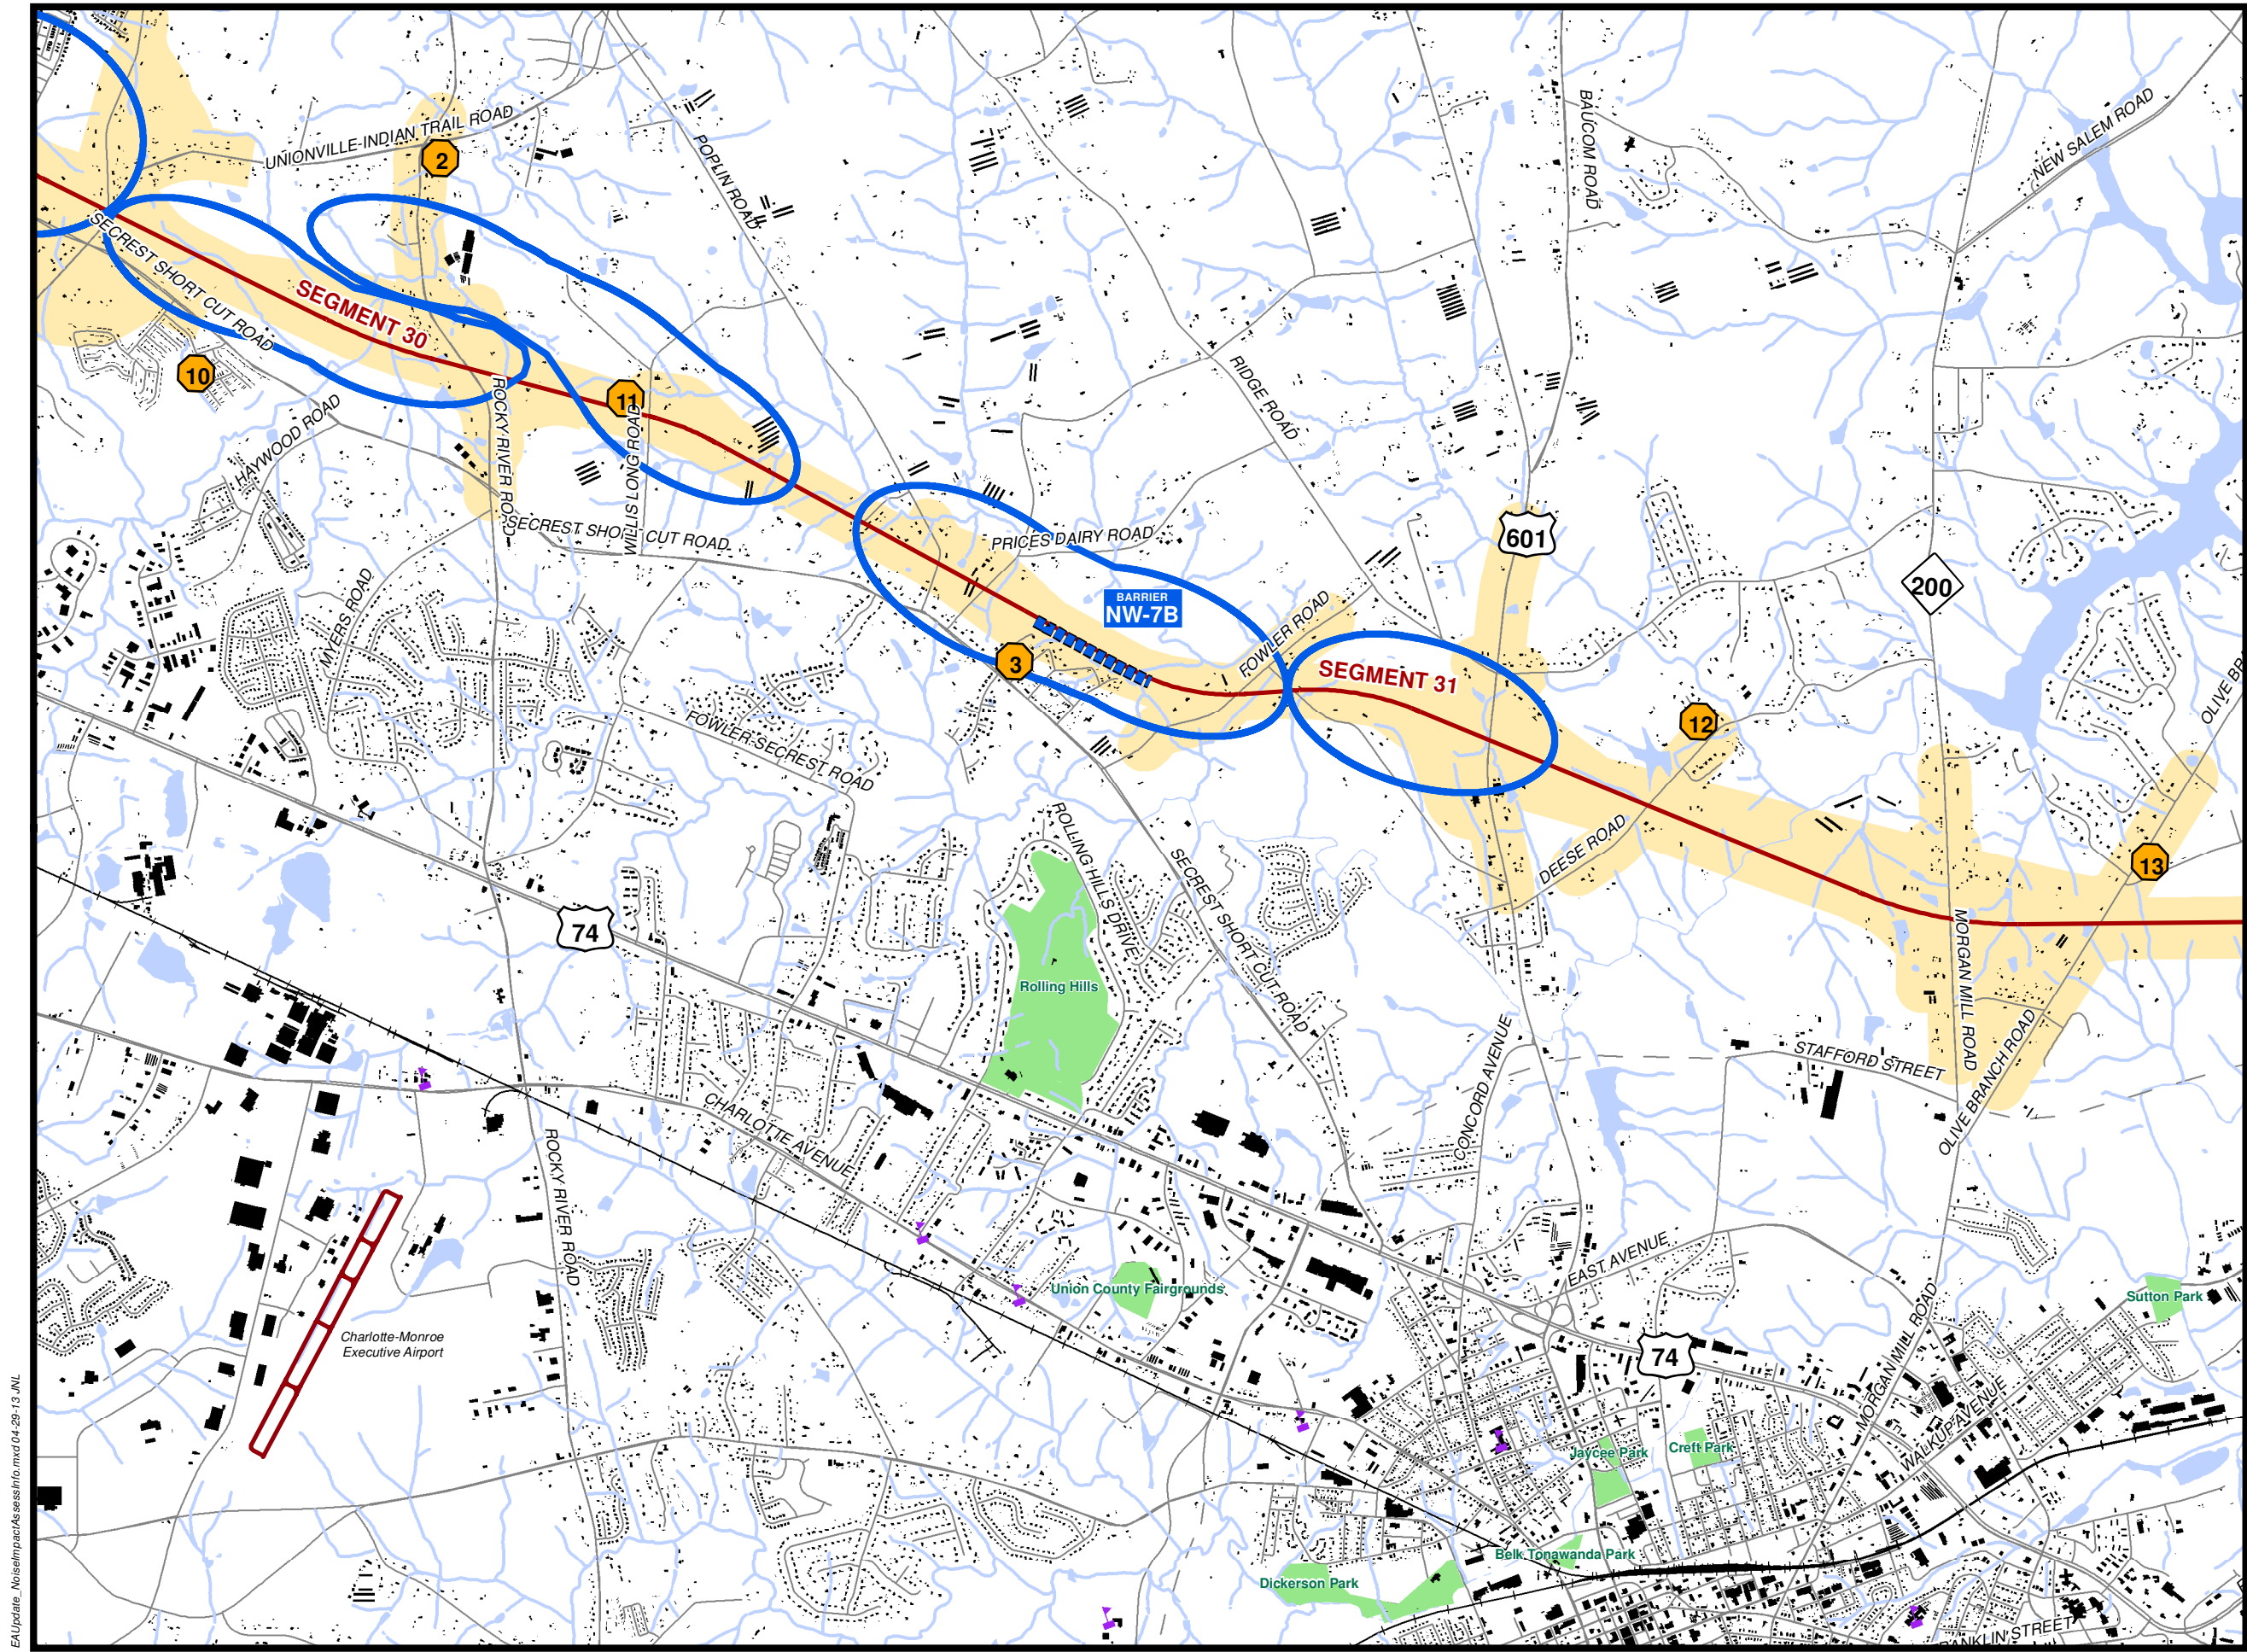 UNIONVILLE-INDIAN TRAIL ROAD
2
POPLIN ROAD
BAUCOM ROAD
NEW SALEM ROAD
SECREST SHORT CUT ROAD
SEGMENT 30
10
11
HAYWOOD ROAD
ROCKY RIVER ROAD
WILLIS LONG ROAD
RIDGE ROAD
SECREST SHORT CUT ROAD
PRICES DAIRY ROAD
601
200
MYERS ROAD
BARRIER
NW-7B
3
FOWLER ROAD
SEGMENT 31
12
OLIVE BR
FOWLER-SECREST ROAD
ROLLING HILLS DRIVE
SECREST SHORT CUT ROAD
DEESE ROAD
13
74
MORGAN MILL ROAD
Rolling Hills
STAFFORD STREET
OLIVE BRANCH ROAD
CONCORD AVENUE
CHARLOTTE AVENUE
ROCKY RIVER ROAD
EAST AVENUE
Union County Fairgrounds
Sutton Park
Charlotte-Monroe
Executive Airport
74
MORGAN MILL ROAD
WALKUP AVENUE
Jaycee Park
Creft Park
Belk Tonawanda Park
Dickerson Park
RANKLIN STREET
EAUpdate_NoiseImpactAssessInfo.mxd 04-29-13 JNL